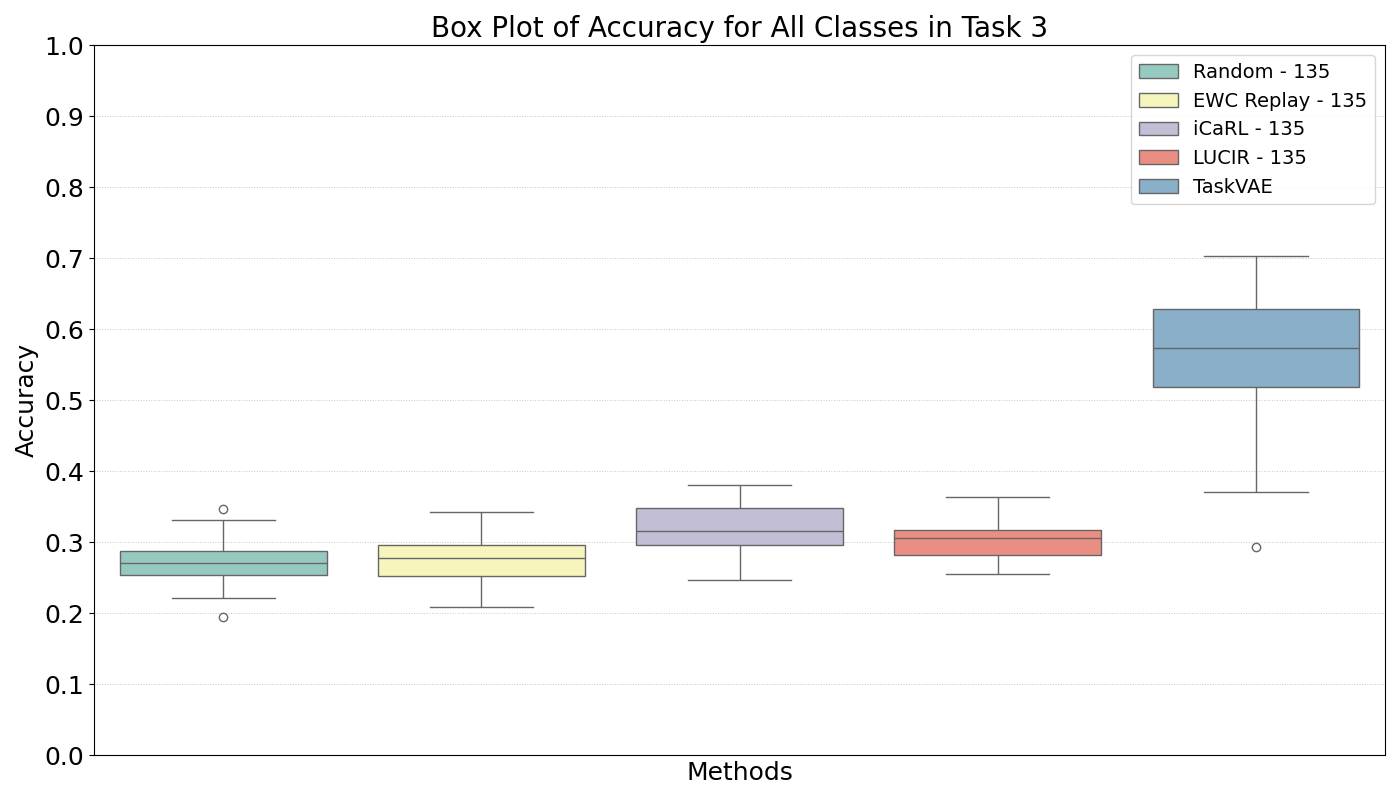 Box Plot of Accuracy for All Classes in Task 3
1.0
0.9
0.8
0.7
0.6
0.5
0.4
0.3
0.2
0.1
0.0
Accuracy
Methods
Random - 135
EWC Replay - 135
iCaRL - 135
LUCIR - 135
TaskVAE